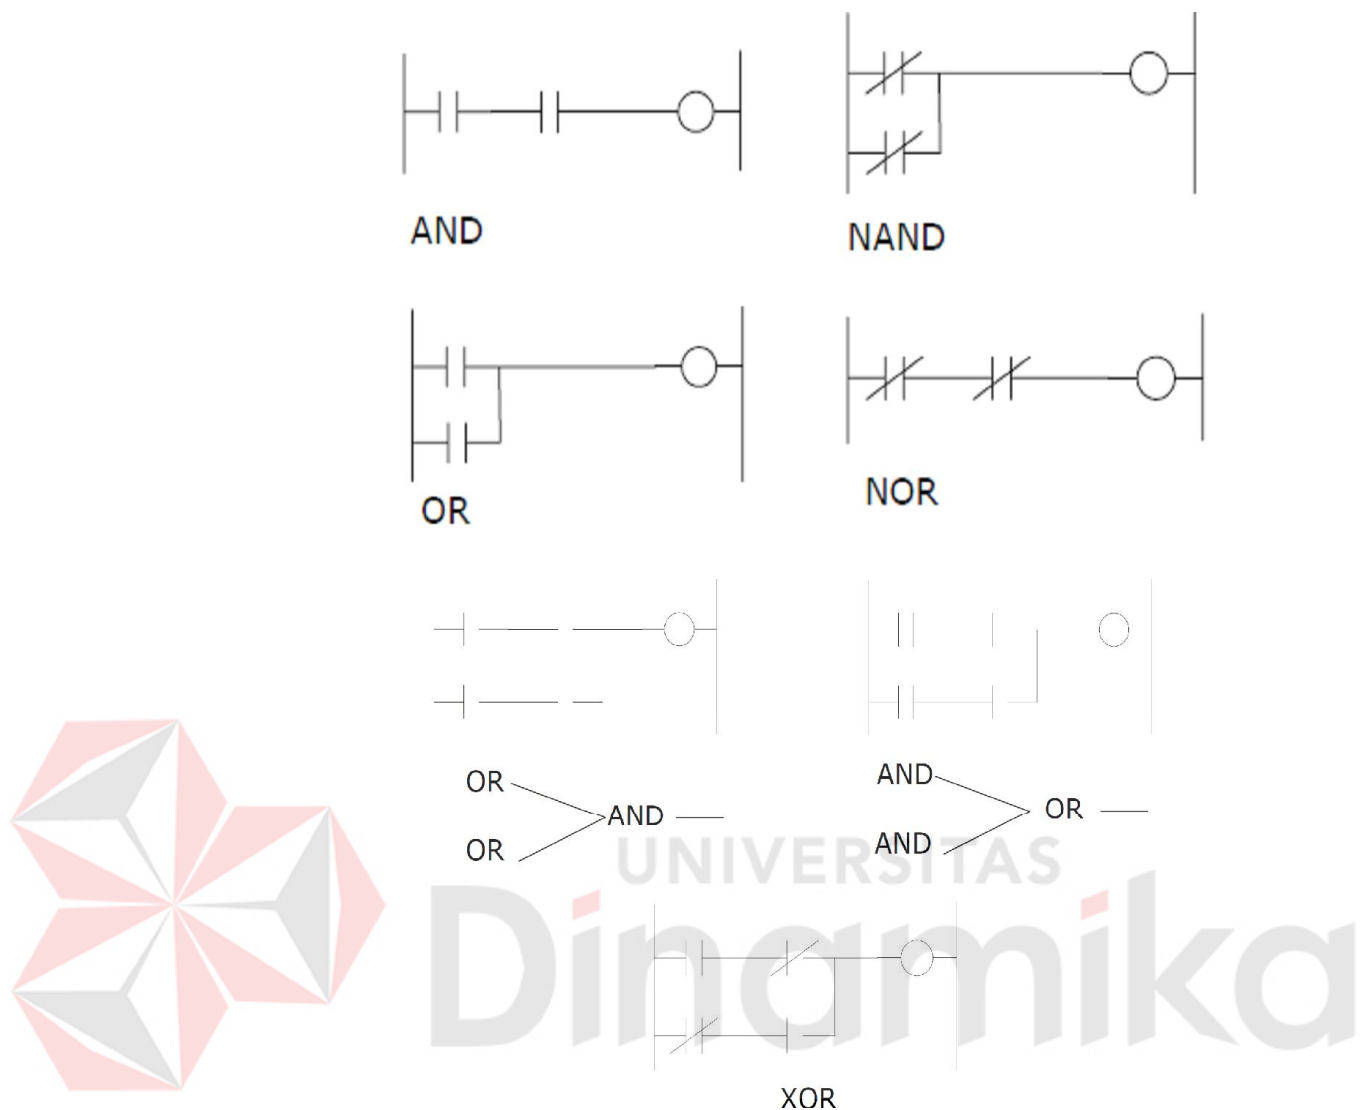 AND
NAND
OR
NOR
OR
OR
AND
AND
AND
OR
UNIVERSITAS
Dinamika
XOR